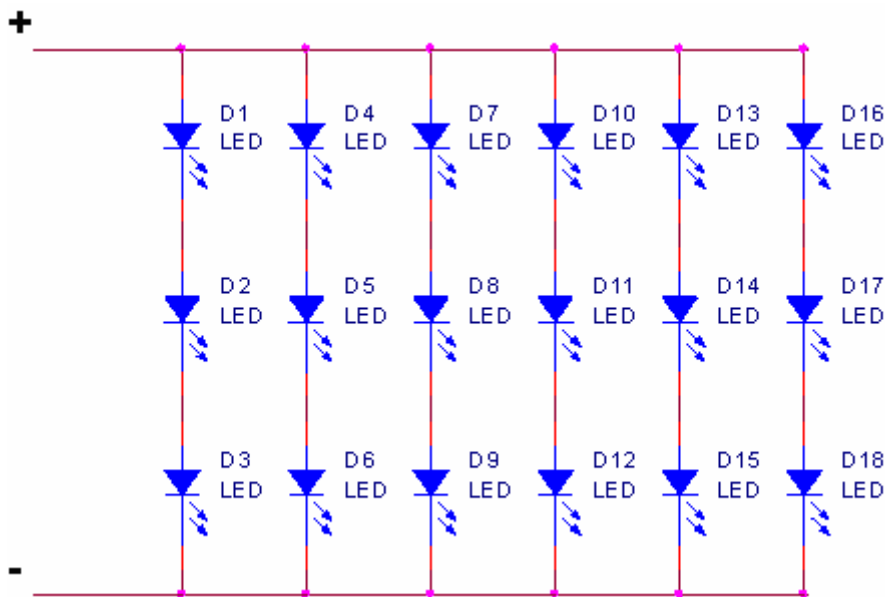 +
D1 D4 D7 D10 D13 D16
LED LED LED LED LED LED
D2 D5 D8 D11 D14 D17
LED LED LED LED LED LED
D3 D6 D9 D12 D15 D18
LED LED LED LED LED LED
-